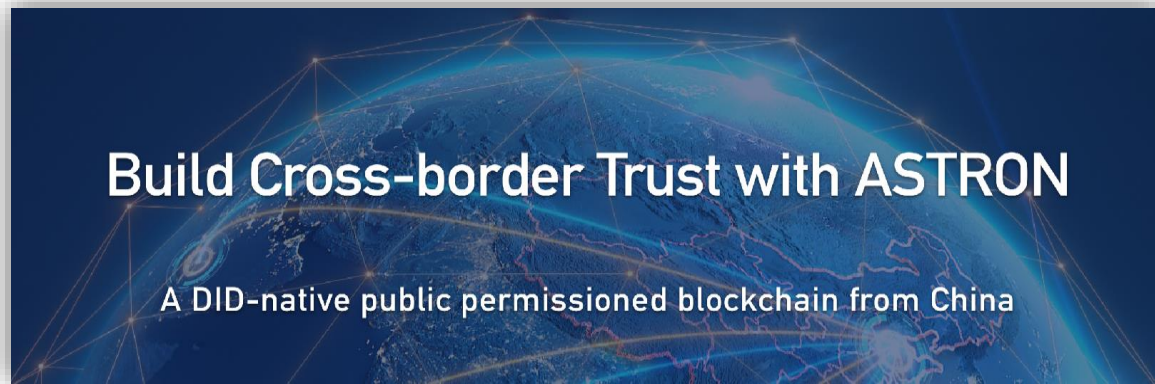 Build Cross-border Trust with ASTRON
A DID-native public permissioned blockchain from China